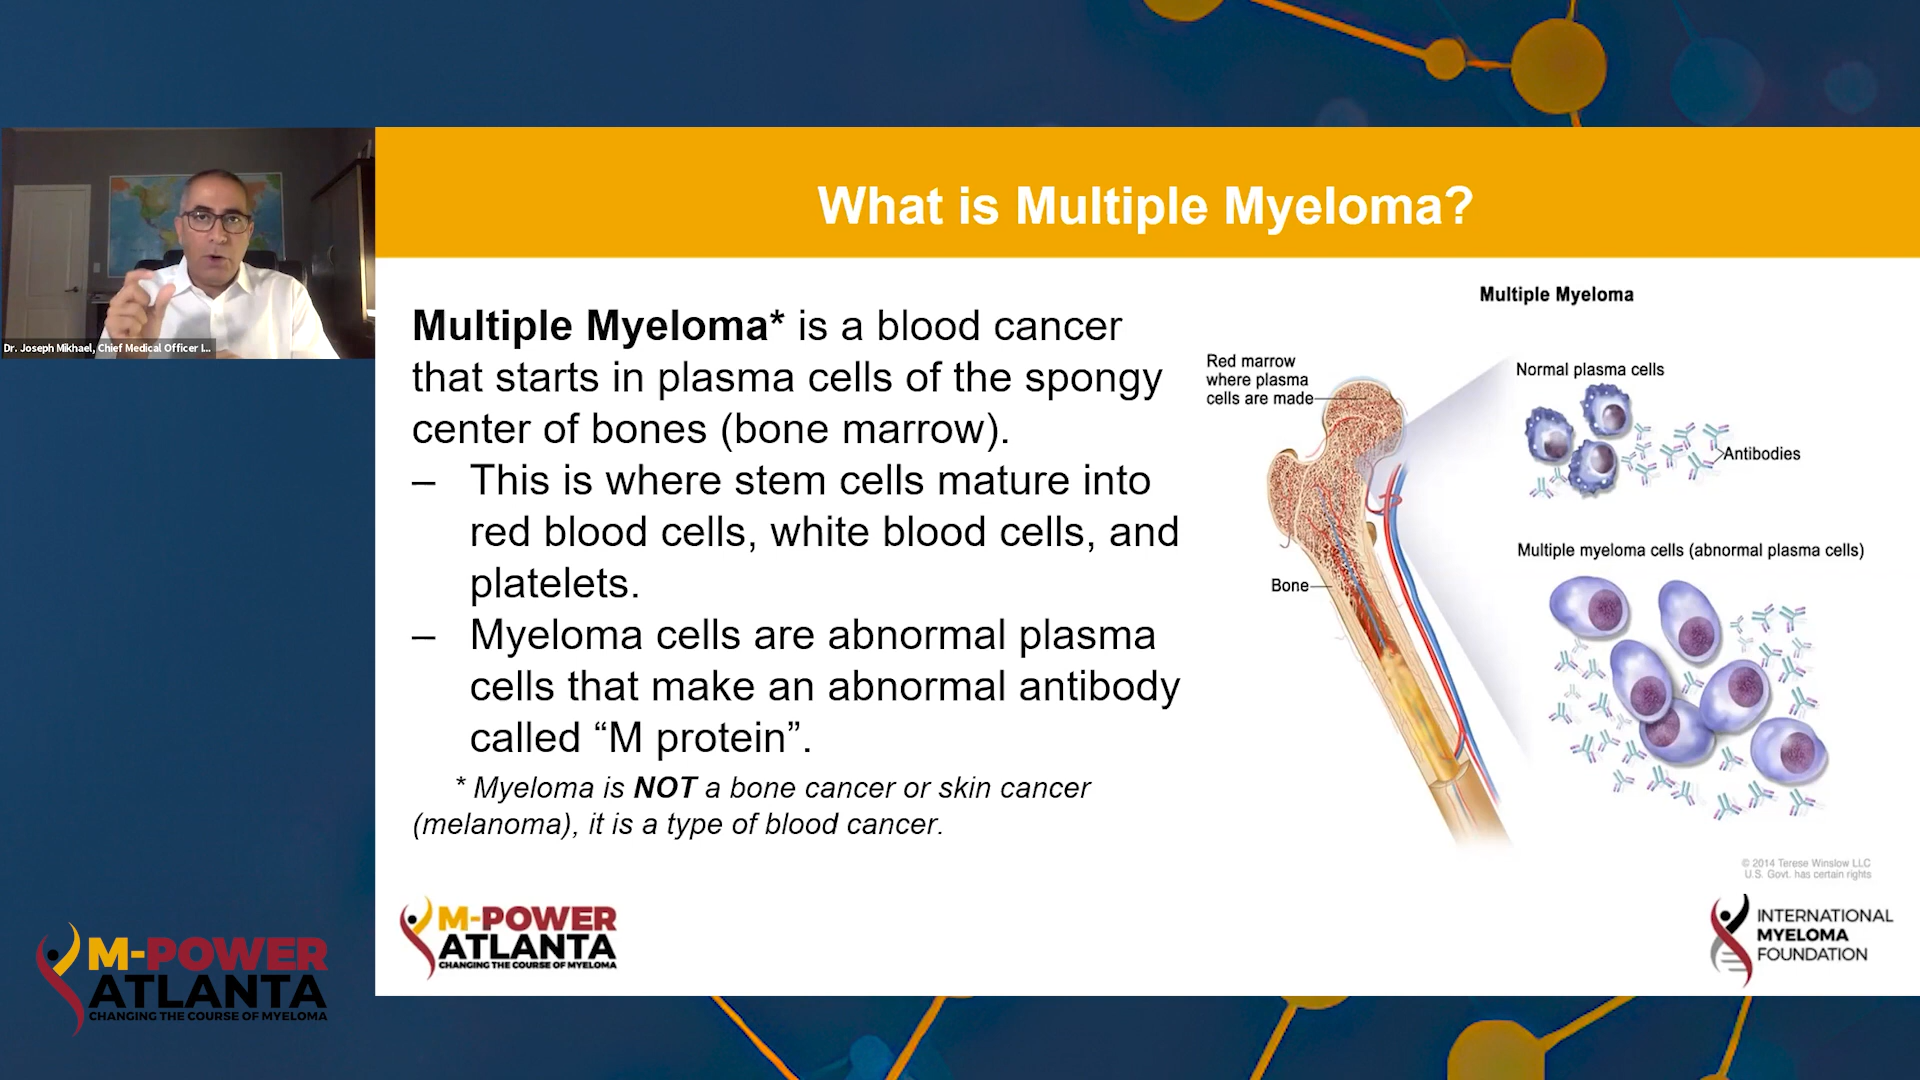 What is Multiple Myeloma?
Dr. Joseph Mikhael, Chief Medical Officer I...
Multiple Myeloma* is a blood cancer
that starts in plasma cells of the spongy
center of bones (bone marrow).
– This is where stem cells mature into
red blood cells, white blood cells, and
platelets.
– Myeloma cells are abnormal plasma
cells that make an abnormal antibody
called “M protein”.
* Myeloma is NOT a bone cancer or skin cancer
(melanoma), it is a type of blood cancer.
Multiple Myeloma
Red marrow
where plasma
cells are made
Bone
Normal plasma cells
Antibodies
Multiple myeloma cells (abnormal plasma cells)
© 2014 Terese Winslow LLC
U.S. Govt. has certain rights
M-POWER
ATLANTA
CHANGING THE COURSE OF MYELOMA
INTERNATIONAL
MYELOMA
FOUNDATION
M-POWER
ATLANTA
CHANGING THE COURSE OF MYELOMA